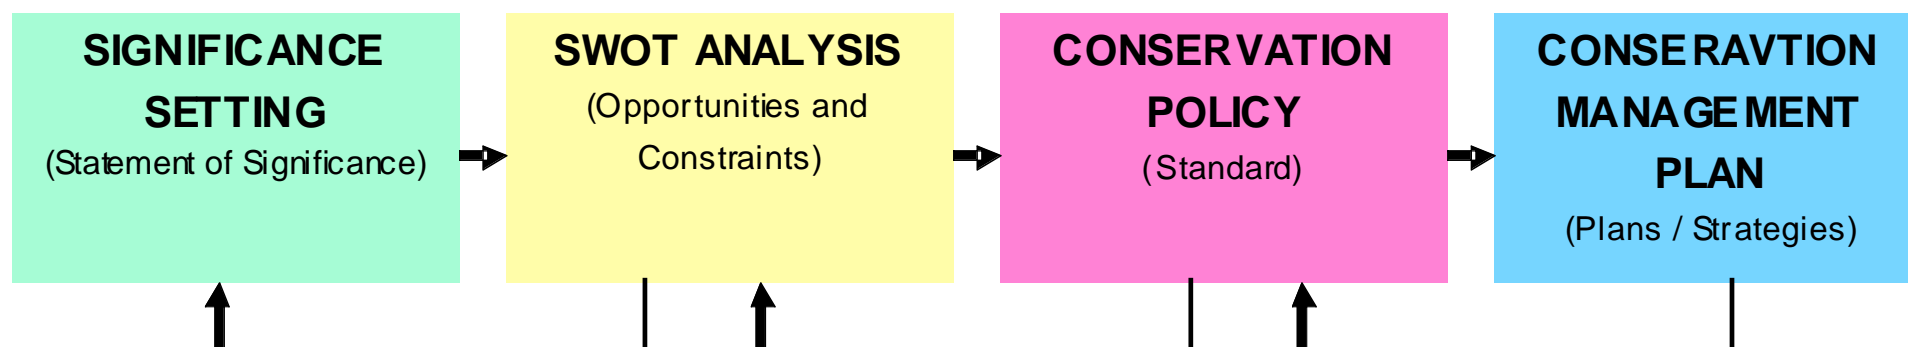 SIGNIFICANCE
SETTING
(Statement of Significance)
SWOT ANALYSIS
(Opportunities and
Constraints)
CONSERVATION
POLICY
(Standard)
CONSERAVTION
MANAGEMENT
PLAN
(Plans / Strategies)